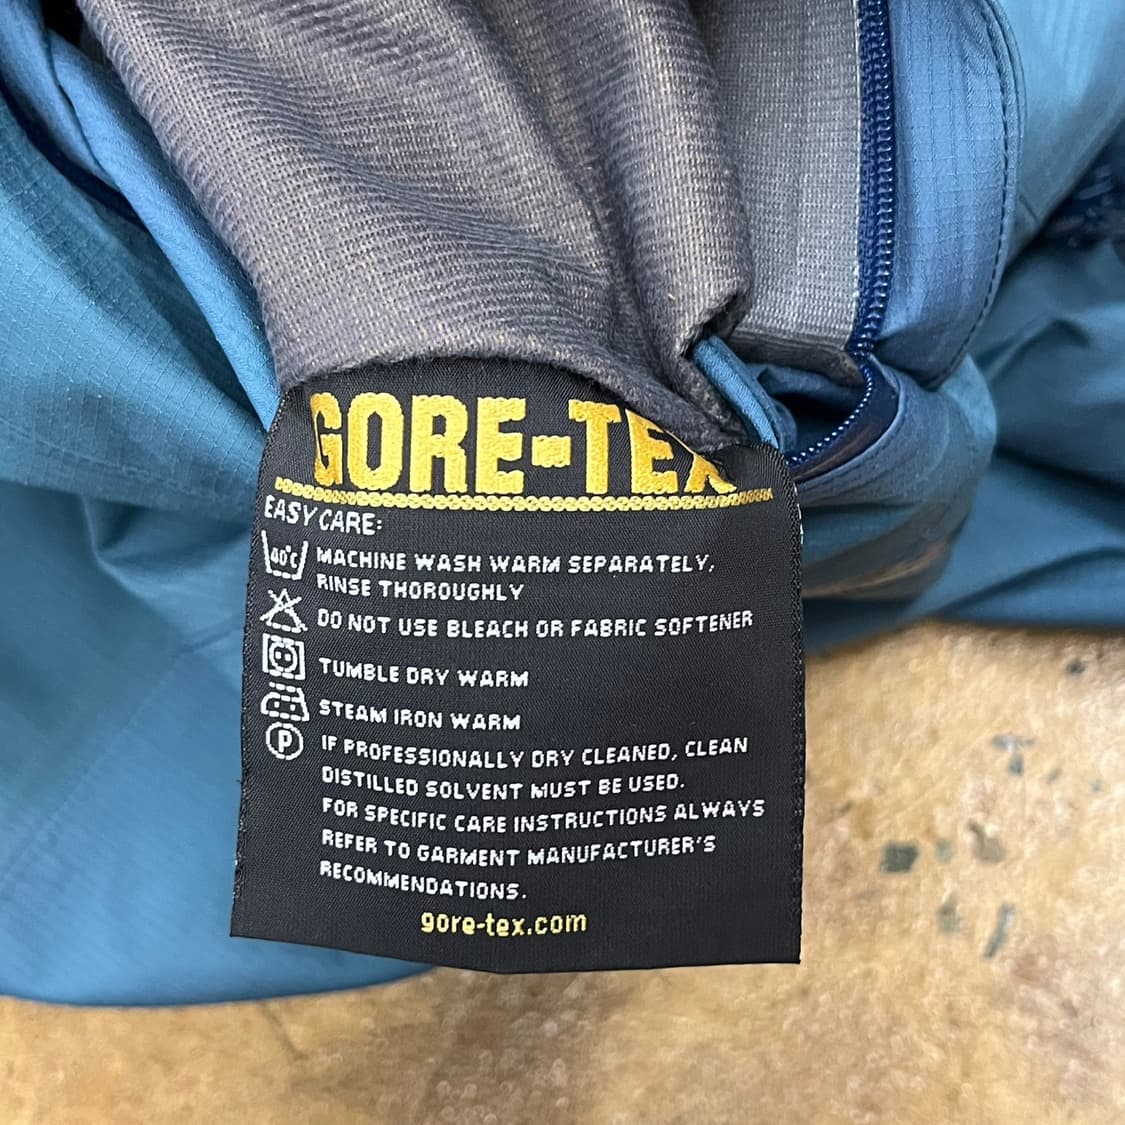 GORE-TEX
EASY CARE:
40°C MACHINE WASH WARM SEPARATELY,
RINSE THOROUGHLY
DO NOT USE BLEACH OR FABRIC SOFTENER
TUMBLE DRY WARM
STEAM IRON WARM
P IF PROFESSIONALLY DRY CLEANED, CLEAN
DISTILLED SOLVENT MUST BE USED.
FOR SPECIFIC CARE INSTRUCTIONS ALWAYS
REFER TO GARMENT MANUFACTURER'S
RECOMMENDATIONS.
gore-tex.com